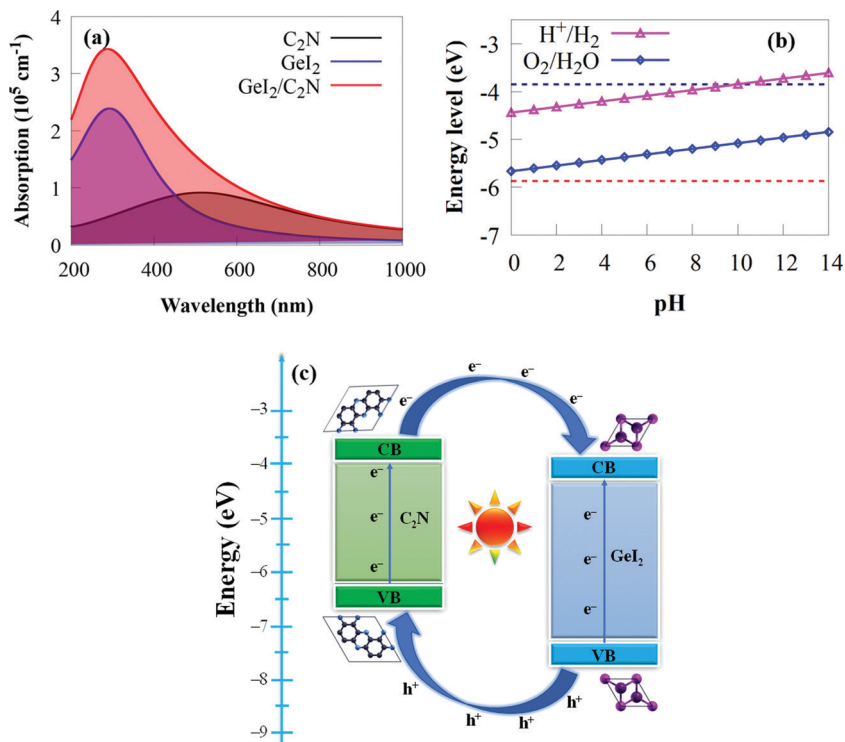 (a)
C₂N
GeI₂
GeI₂/C₂N
4
3
2
1
0
Absorption (10⁵ cm⁻¹)
200 400 600 800 1000
Wavelength (nm)
(b)
H⁺/H₂
O₂/H₂O
-3
-4
-5
-6
-7
Energy level (eV)
0 2 4 6 8 10 12 14
pH
(c)
Energy (eV)
–3
–4
–5
–6
–7
–8
–9
e⁻ e⁻ e⁻ e⁻
CB
e⁻
e⁻ C₂N
e⁻
VB
CB
e⁻
e⁻ GeI₂
e⁻
VB
h⁺ h⁺ h⁺ h⁺